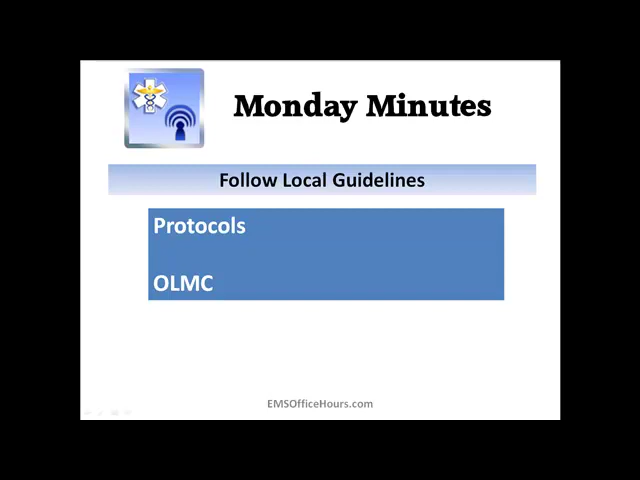 Monday Minutes
Follow Local Guidelines
Protocols
OLMC
EMSOfficeHours.com